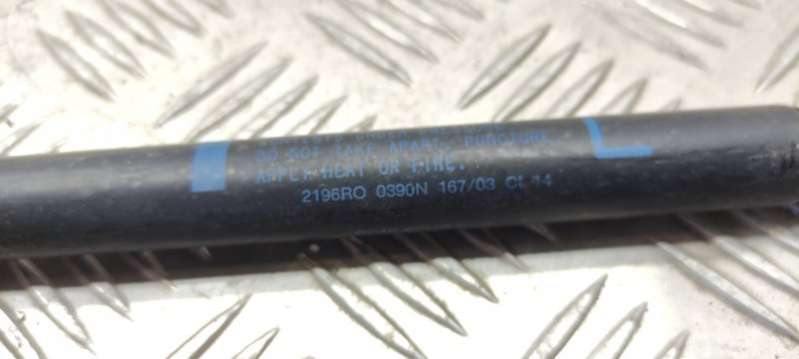 DO NOT TAKE APART, PUNCTURE
APPLY HEAT OR FIRE.
2196RO 0390N 167/03 CL 14
L